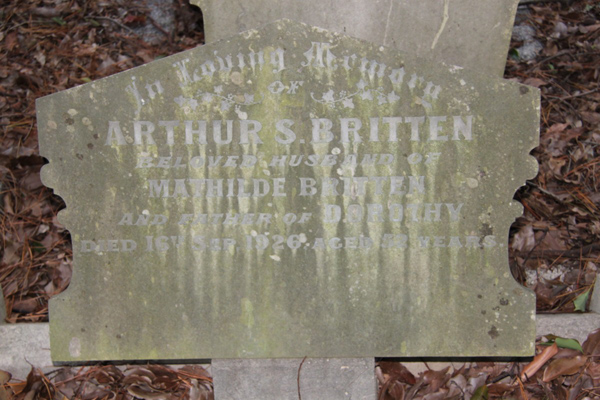 In Loving Memory
OF
ARTHUR S. BRITTEN
BELOVED HUSBAND OF
MATHILDE BRITTEN
AND FATHER OF DOROTHY
DIED 16TH SEP. 1926 AGED YEARS.